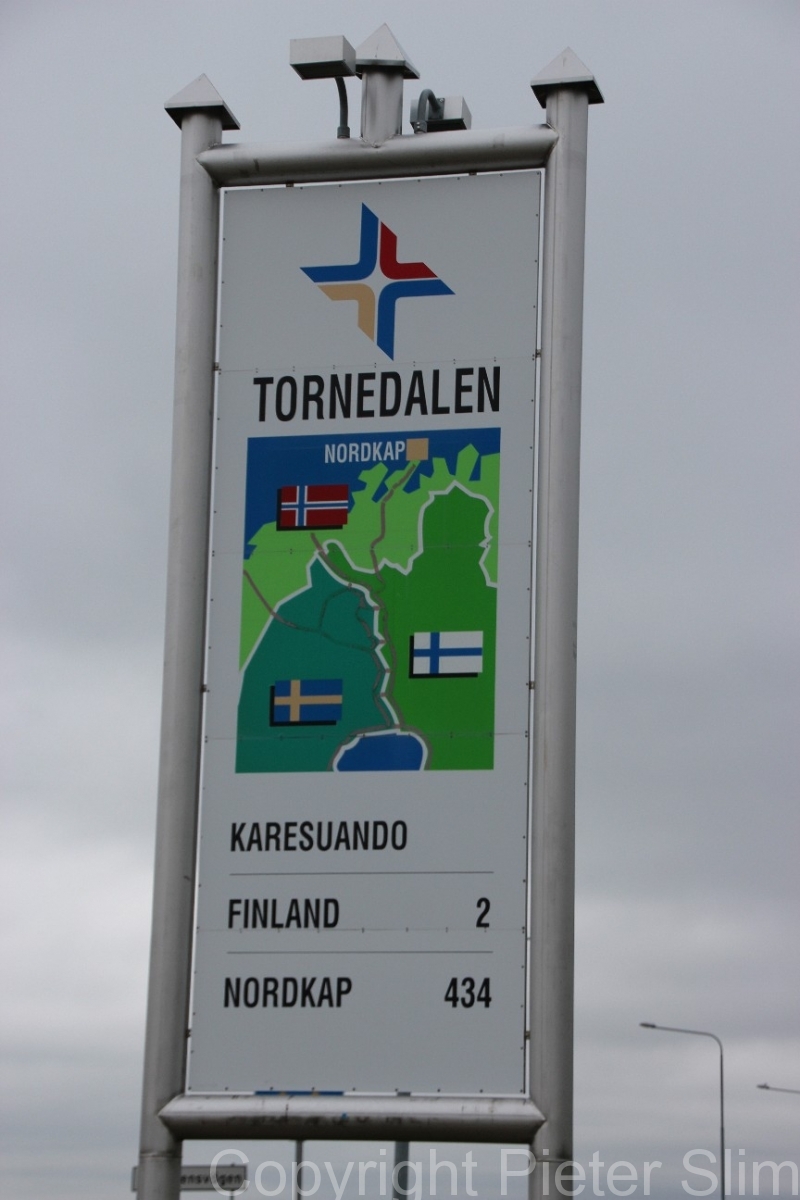 TORNEDALEN
NORDKAP
KARESUANDO
FINLAND 2
NORDKAP 434
Copyright Pieter Slim